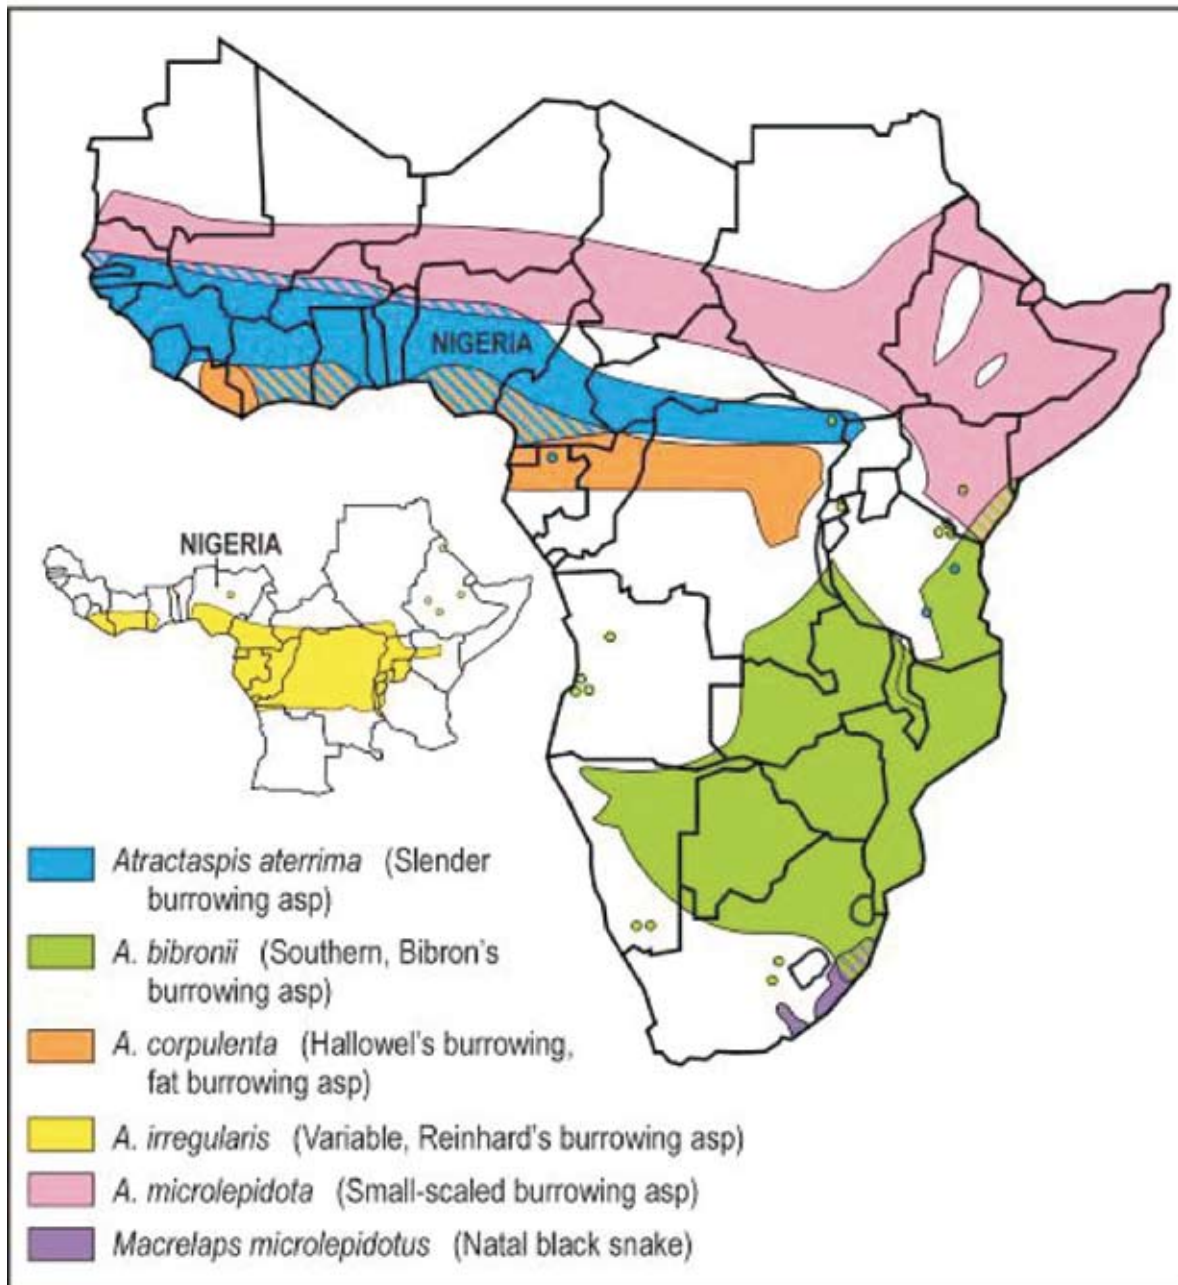 NIGERIA
NIGERIA
Atractaspis aterrima (Slender
burrowing asp)
A. bibronii (Southern, Bibron's
burrowing asp)
A. corpulenta (Hallowel's burrowing,
fat burrowing asp)
A. irregularis (Variable, Reinhard's burrowing asp)
A. microlepidota (Small-scaled burrowing asp)
Macrelaps microlepidotus (Natal black snake)